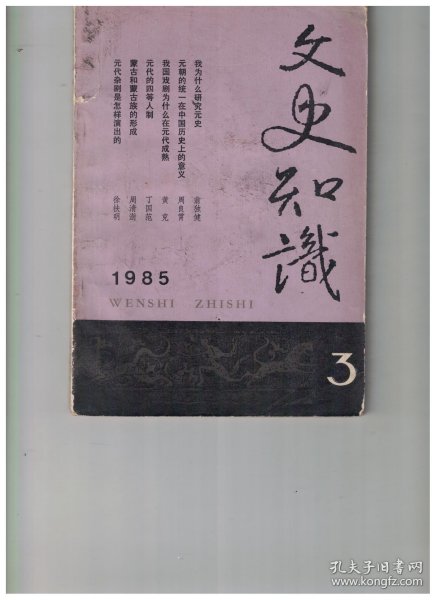 文史知識
我为什么研究元史 翁独健
元朝的统一在中国历史上的意义 周良霄
我国戏剧为什么在元代成熟 黄克
元代的四等人制 丁国范
蒙古和蒙古族的形成 周清澍
元代杂剧是怎样演出的 徐扶明
1985
WENSHI ZHISHI
3
孔夫子旧书网
www.kongfz.com